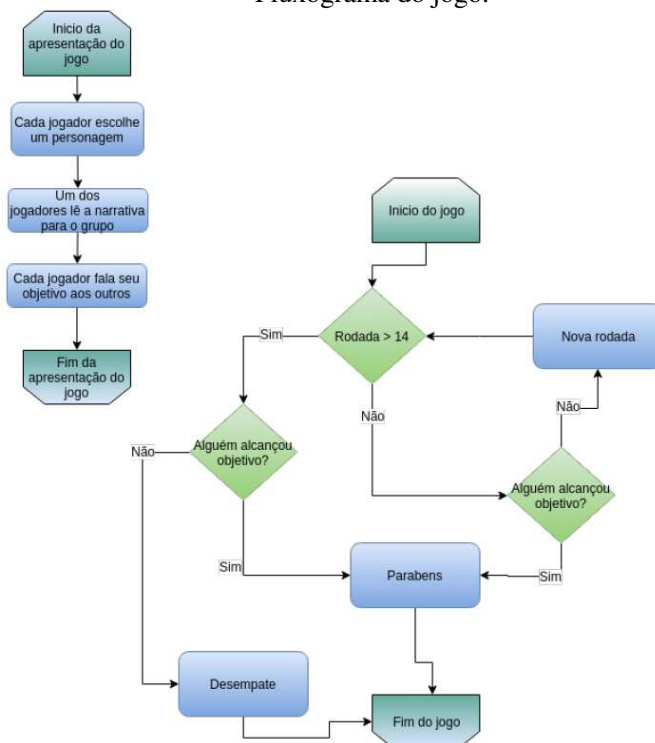 Fluxograma do jogo.
Inicio da
apresentação do
jogo
Cada jogador escolhe
um personagem
Um dos
jogadores lê a narrativa
para o grupo
Cada jogador fala seu
objetivo aos outros
Fim da
apresentação do
jogo
Inicio do jogo
Rodada > 14
Sim
Não
Nova rodada
Não
Alguém alcançou
objetivo?
Não
Sim
Alguém alcançou
objetivo?
Sim
Parabens
Desempate
Fim do jogo